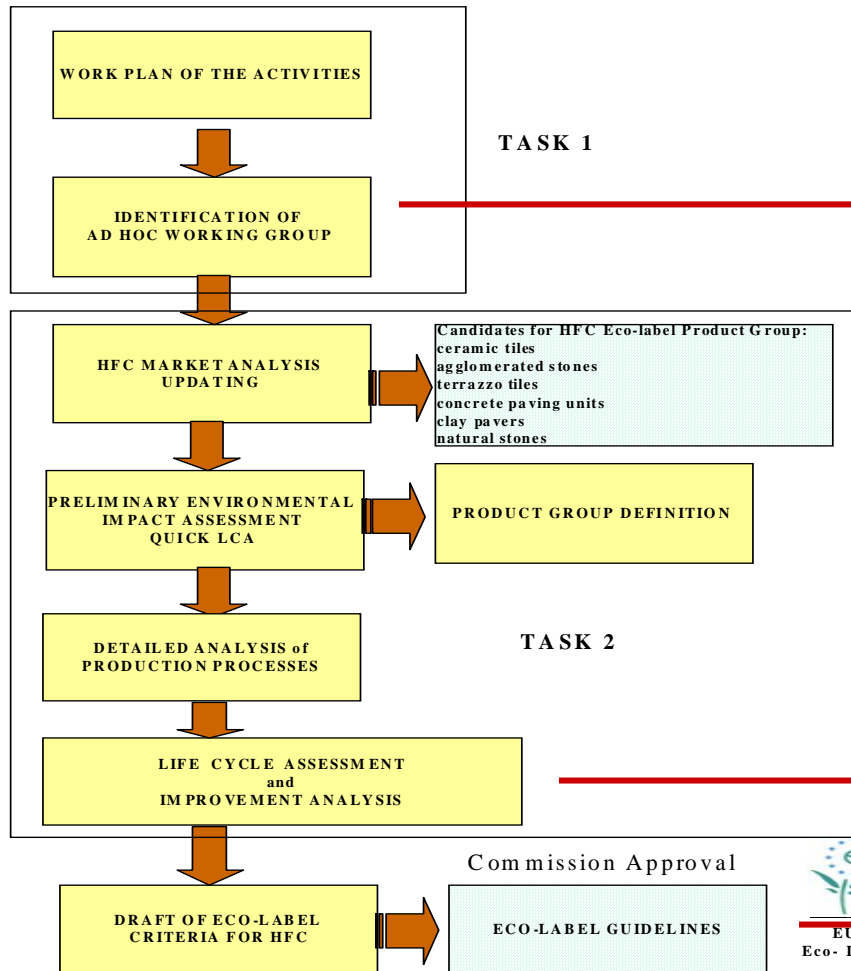 WORK PLAN OF THE ACTIVITIES
TASK 1
IDENTIFICATION OF
AD HOC WORKING GROUP
HFC MARKET ANALYSIS
UPDATING
Candidates for HFC Eco-label Product Group:
ceramic tiles
agglomerated stones
terrazzo tiles
concrete paving units
clay pavers
natural stones
PRELIMINARY ENVIRONMENTAL
IMPACT ASSESSMENT
QUICK LCA
PRODUCT GROUP DEFINITION
DETAILED ANALYSIS of
PRODUCTION PROCESSES
TASK 2
LIFE CYCLE ASSESSMENT
and
IMPROVEMENT ANALYSIS
Commission Approval
DRAFT OF ECO-LABEL
CRITERIA FOR HFC
ECO-LABEL GUIDELINES
Eco-